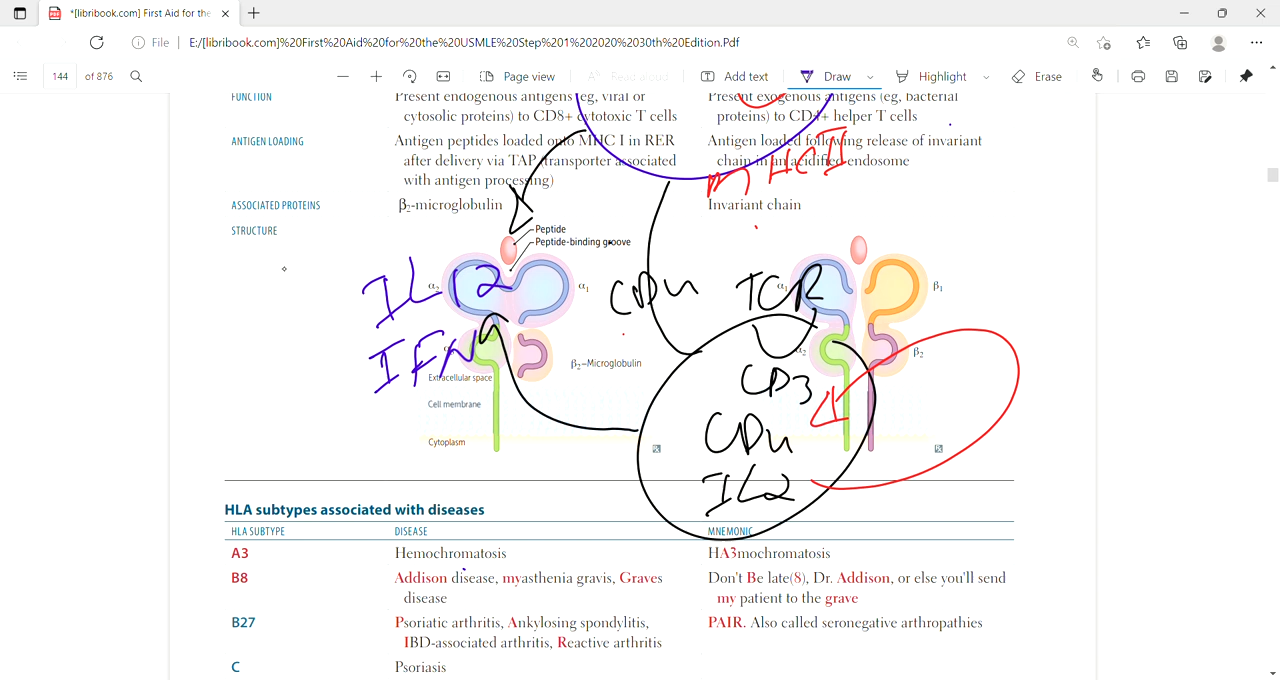 *[libribook.com] First Aid for the
File E:/[libribook.com]%20First%20Aid%20for%20the%20USMLE%20Step%201%202020%2030th%20Edition.Pdf
144 of 876 Page view Read aloud Add text Draw Highlight Erase
FUNCTION Present endogenous antigens (eg, viral or Present exogenous antigens (eg, bacterial
cytosolic proteins) to CD8+ cytotoxic T cells proteins) to CD4+ helper T cells
ANTIGEN LOADING Antigen peptides loaded onto MHC I in RER Antigen loaded following release of invariant
after delivery via TAP (transporter associated chain in an acidified endosome
with antigen processing)
MHC II
ASSOCIATED PROTEINS β2-microglobulin Invariant chain
STRUCTURE
Peptide
Peptide-binding groove
IL12 α2 α1 CD4 TCR α1 β1
IFN β2–Microglobulin α2 β2
Extracellular space CD3
Cell membrane
Cytoplasm CD4
IL2
HLA subtypes associated with diseases
HLA SUBTYPE DISEASE MNEMONIC
A3 Hemochromatosis HA3mochromatosis
B8 Addison disease, myasthenia gravis, Graves Don't Be late(8), Dr. Addison, or else you'll send
disease my patient to the grave
B27 Psoriatic arthritis, Ankylosing spondylitis, PAIR. Also called seronegative arthropathies
IBD-associated arthritis, Reactive arthritis
C Psoriasis